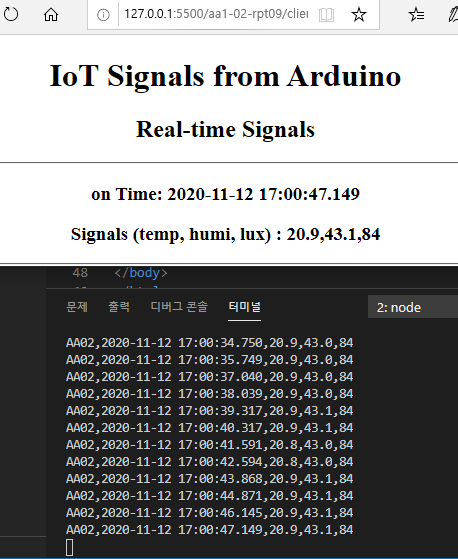 127.0.0.1:5500/aa1-02-rpt09/clien
IoT Signals from Arduino
Real-time Signals
on Time: 2020-11-12 17:00:47.149
Signals (temp, humi, lux) : 20.9,43.1,84
48 </body>
문제 출력 디버그 콘솔 터미널 2: node
AA02,2020-11-12 17:00:34.750,20.9,43.0,84
AA02,2020-11-12 17:00:35.749,20.9,43.0,84
AA02,2020-11-12 17:00:37.040,20.9,43.0,84
AA02,2020-11-12 17:00:38.039,20.9,43.0,84
AA02,2020-11-12 17:00:39.317,20.9,43.1,84
AA02,2020-11-12 17:00:40.317,20.9,43.1,84
AA02,2020-11-12 17:00:41.591,20.8,43.0,84
AA02,2020-11-12 17:00:42.594,20.8,43.0,84
AA02,2020-11-12 17:00:43.868,20.9,43.1,84
AA02,2020-11-12 17:00:44.871,20.9,43.1,84
AA02,2020-11-12 17:00:46.145,20.9,43.1,84
AA02,2020-11-12 17:00:47.149,20.9,43.1,84